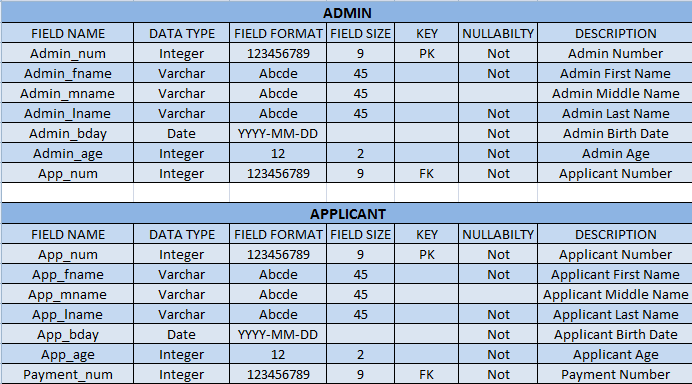 ADMIN
FIELD NAME DATA TYPE FIELD FORMAT FIELD SIZE KEY NULLABILTY DESCRIPTION
Admin_num Integer 123456789 9 PK Not Admin Number
Admin_fname Varchar Abcde 45 Not Admin First Name
Admin_mname Varchar Abcde 45 Admin Middle Name
Admin_lname Varchar Abcde 45 Not Admin Last Name
Admin_bday Date YYYY-MM-DD Not Admin Birth Date
Admin_age Integer 12 2 Not Admin Age
App_num Integer 123456789 9 FK Not Applicant Number
APPLICANT
FIELD NAME DATA TYPE FIELD FORMAT FIELD SIZE KEY NULLABILTY DESCRIPTION
App_num Integer 123456789 9 PK Not Applicant Number
App_fname Varchar Abcde 45 Not Applicant First Name
App_mname Varchar Abcde 45 Applicant Middle Name
App_lname Varchar Abcde 45 Not Applicant Last Name
App_bday Date YYYY-MM-DD Not Applicant Birth Date
App_age Integer 12 2 Not Applicant Age
Payment_num Integer 123456789 9 FK Not Payment Number